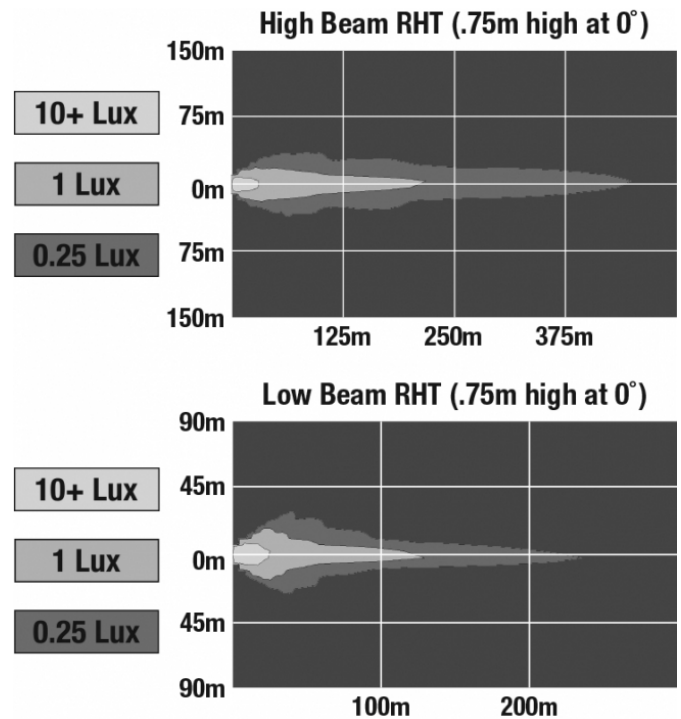 High Beam RHT (.75m high at 0°)
150m
75m
0m
75m
150m
10+ Lux
1 Lux
0.25 Lux
125m 250m 375m
Low Beam RHT (.75m high at 0°)
90m
45m
0m
45m
90m
10+ Lux
1 Lux
0.25 Lux
100m 200m